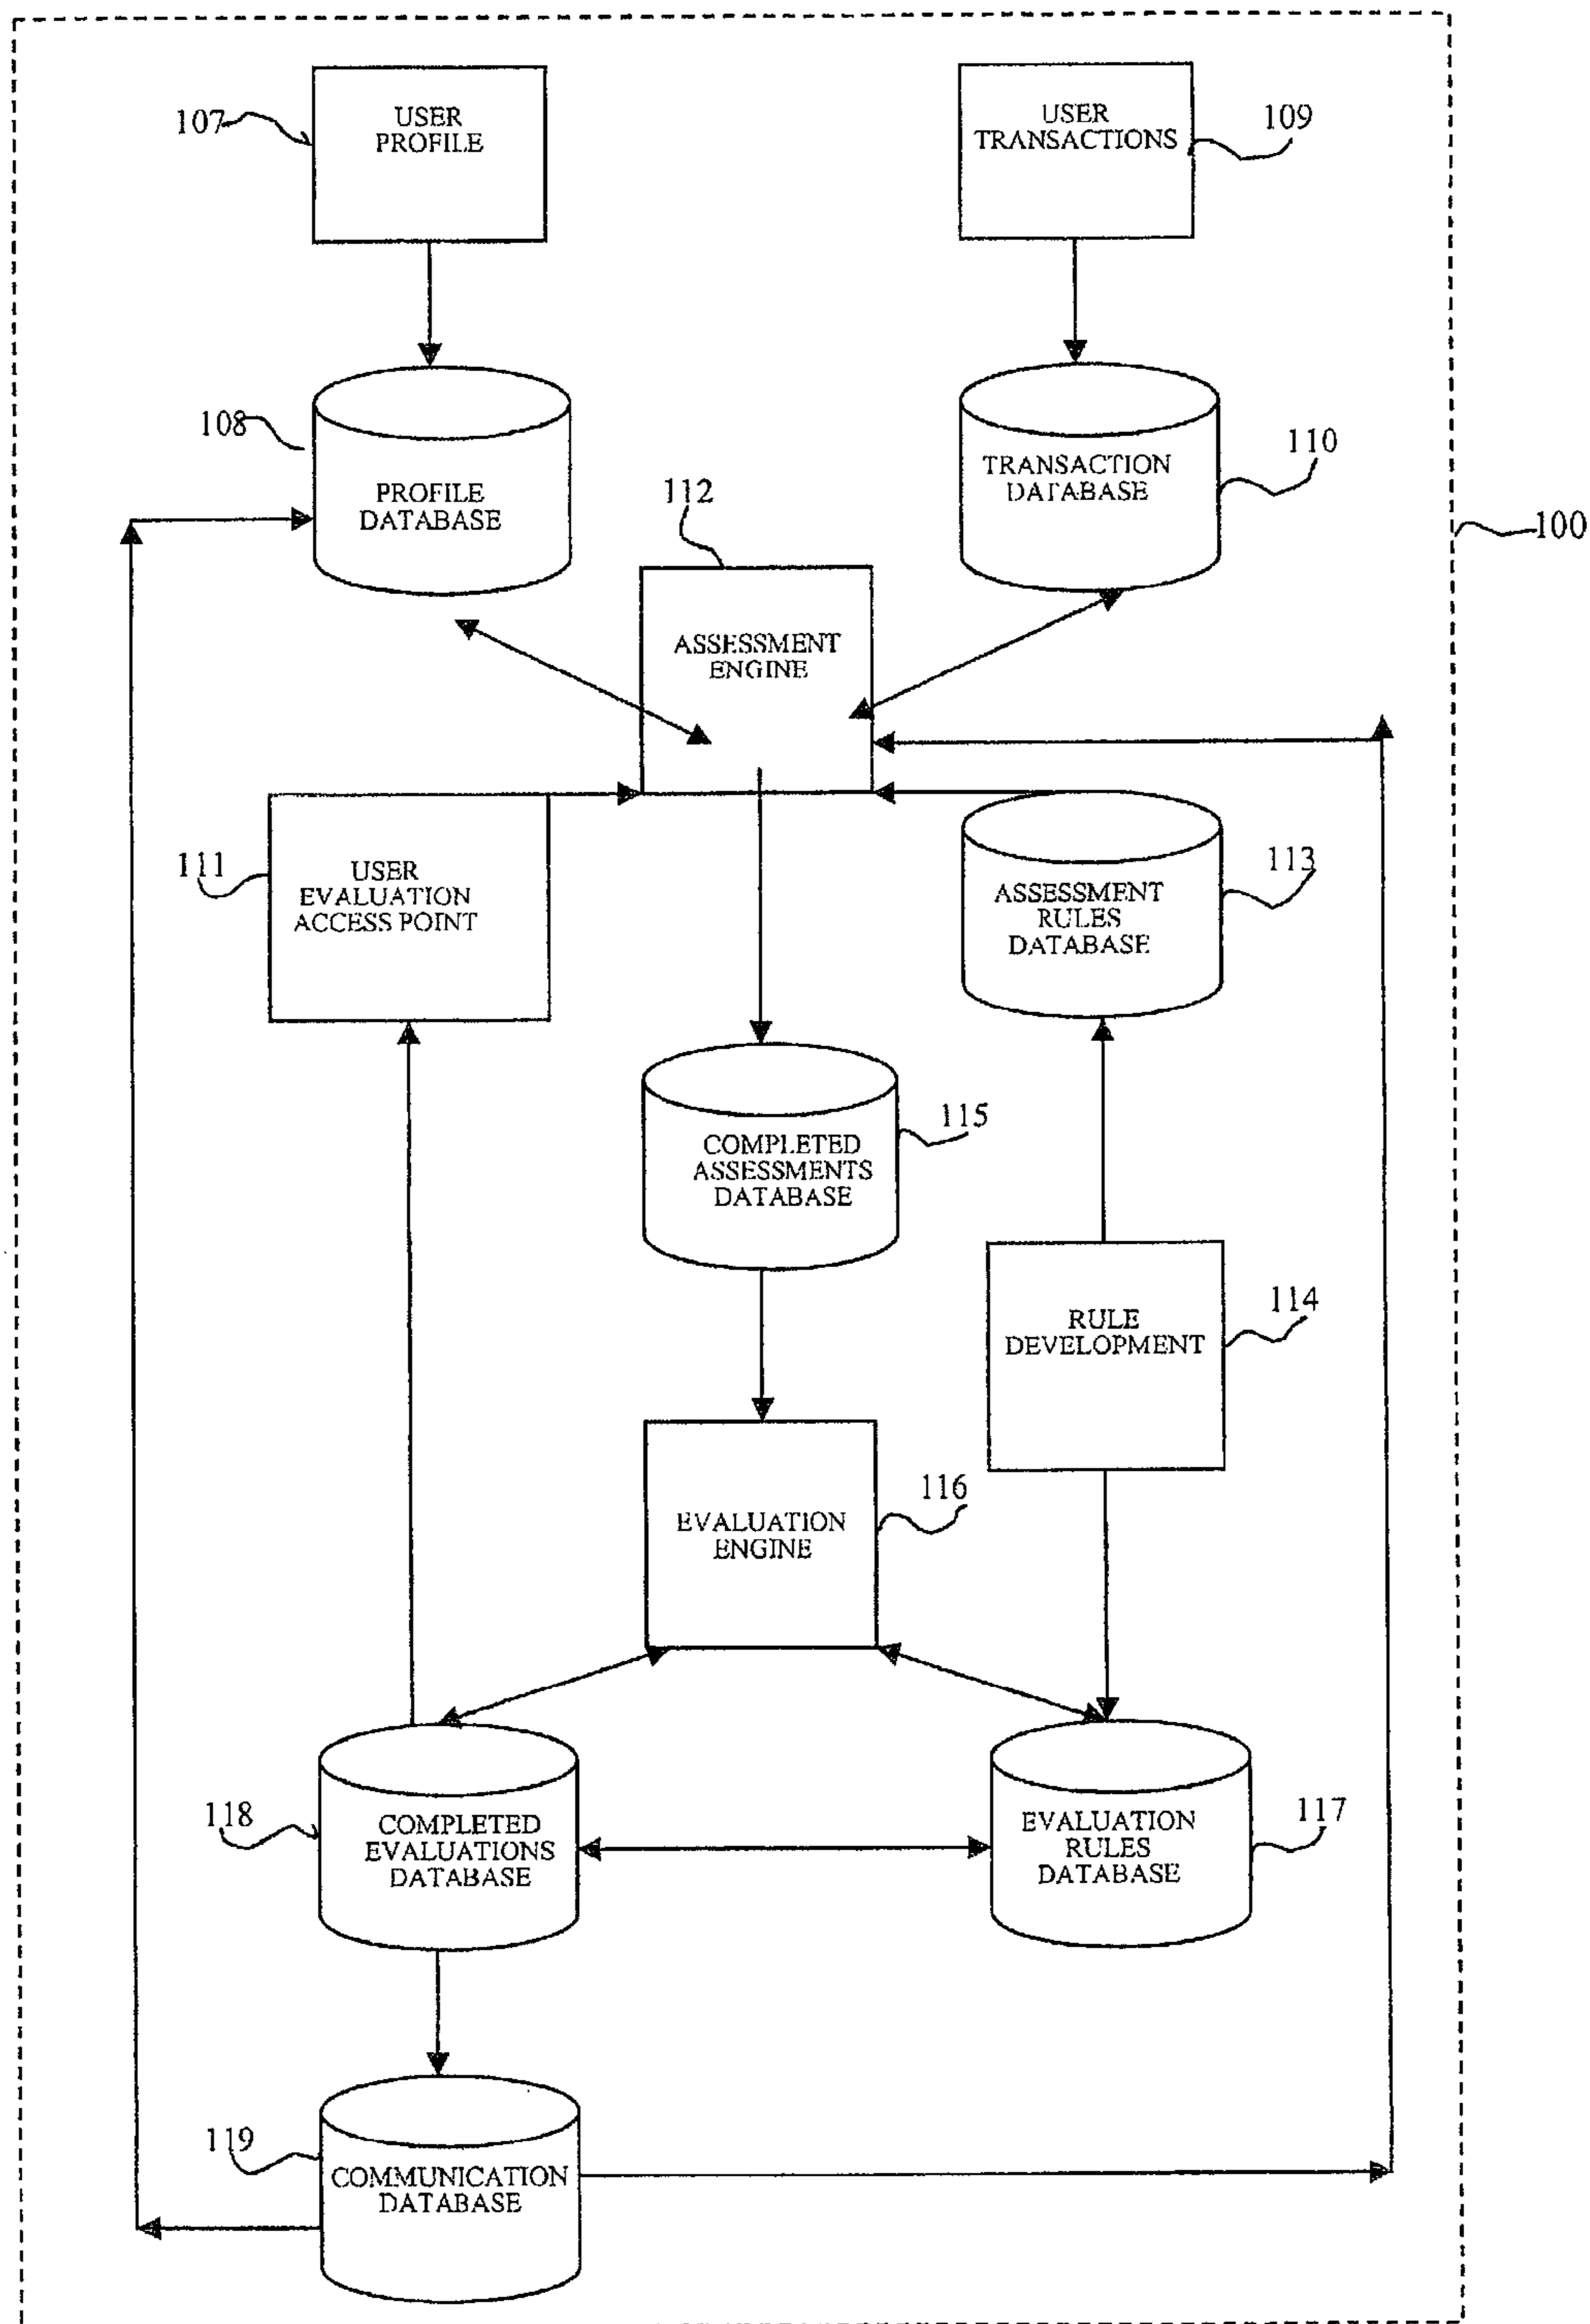 USER
PROFILE
107
USER
TRANSACTIONS
109
108
PROFILE
DATABASE
TRANSACTION
DATABASE
110
112
100
ASSESSMENT
ENGINE
111
USER
EVALUATION
ACCESS POINT
113
ASSESSMENT
RULES
DATABASE
115
COMPLETED
ASSESSMENTS
DATABASE
114
RULE
DEVELOPMENT
116
EVALUATION
ENGINE
118
COMPLETED
EVALUATIONS
DATABASE
EVALUATION
RULES
DATABASE
117
119
COMMUNICATION
DATABASE